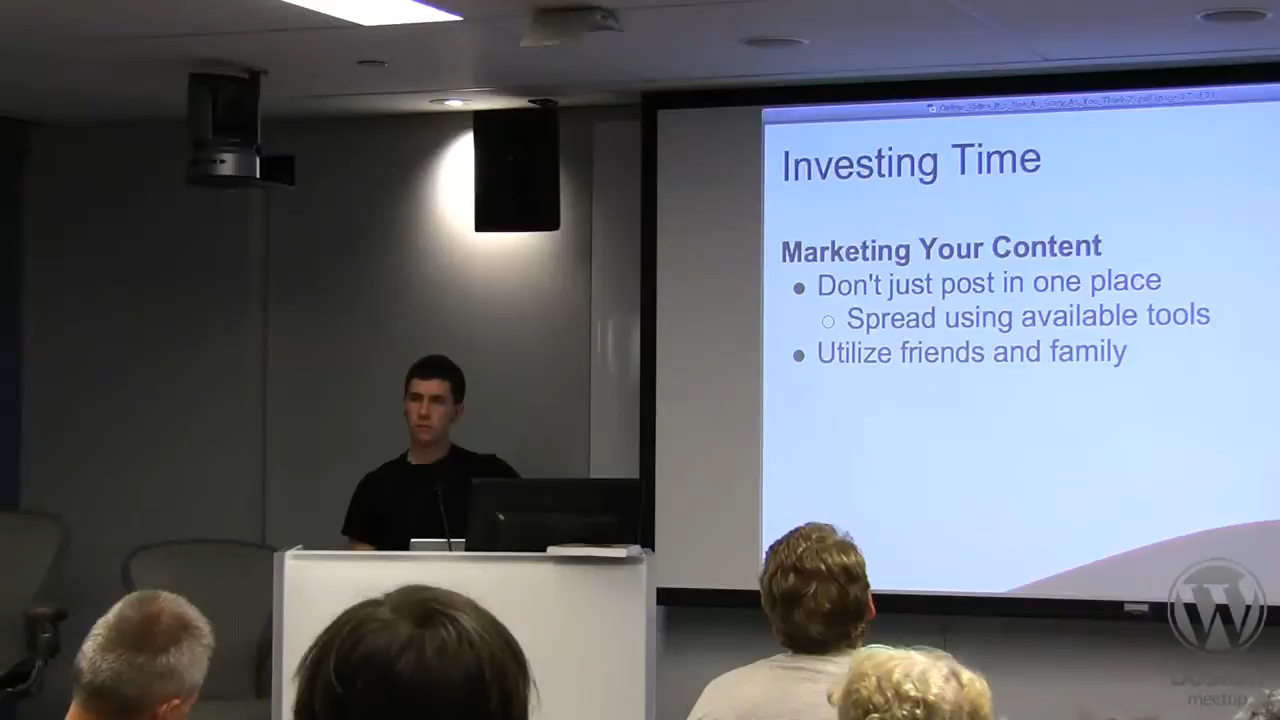 Investing Time
Marketing Your Content
Don't just post in one place
Spread using available tools
Utilize friends and family
meetup